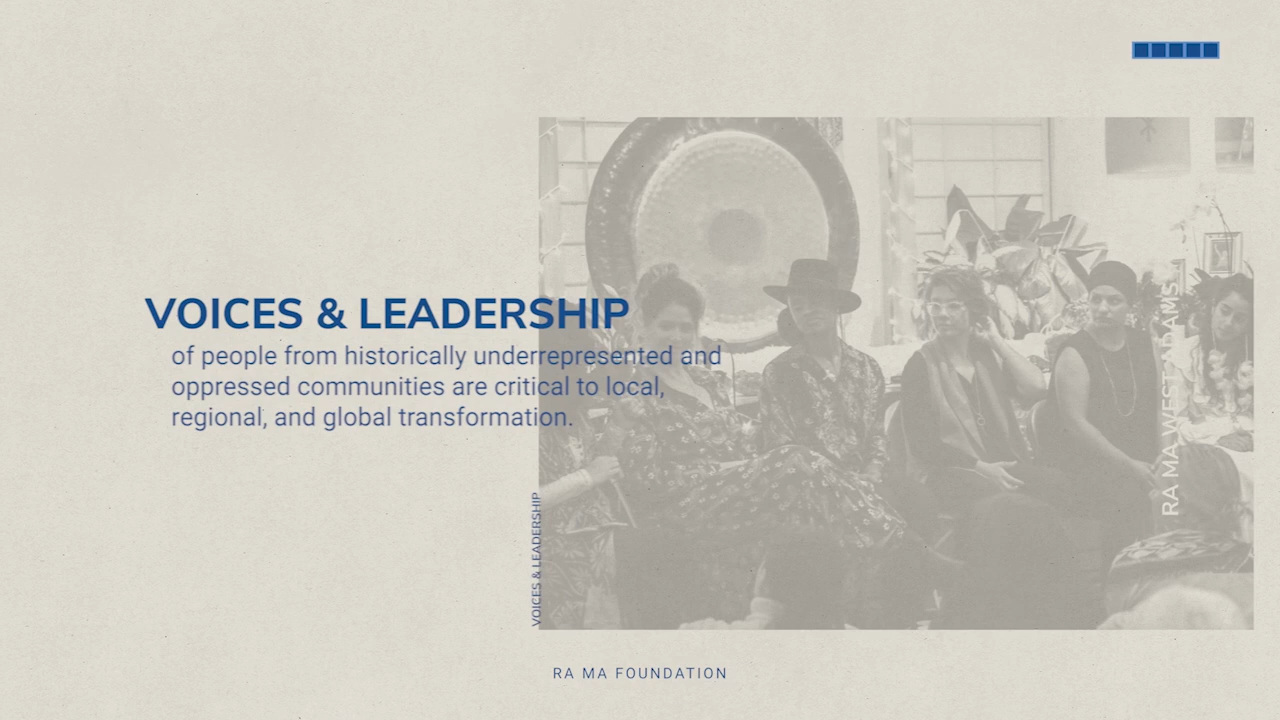 VOICES & LEADERSHIP
of people from historically underrepresented and
oppressed communities are critical to local,
regional, and global transformation.
VOICES & LEADERSHIP
RA MA WEST ADAMS
RA MA FOUNDATION